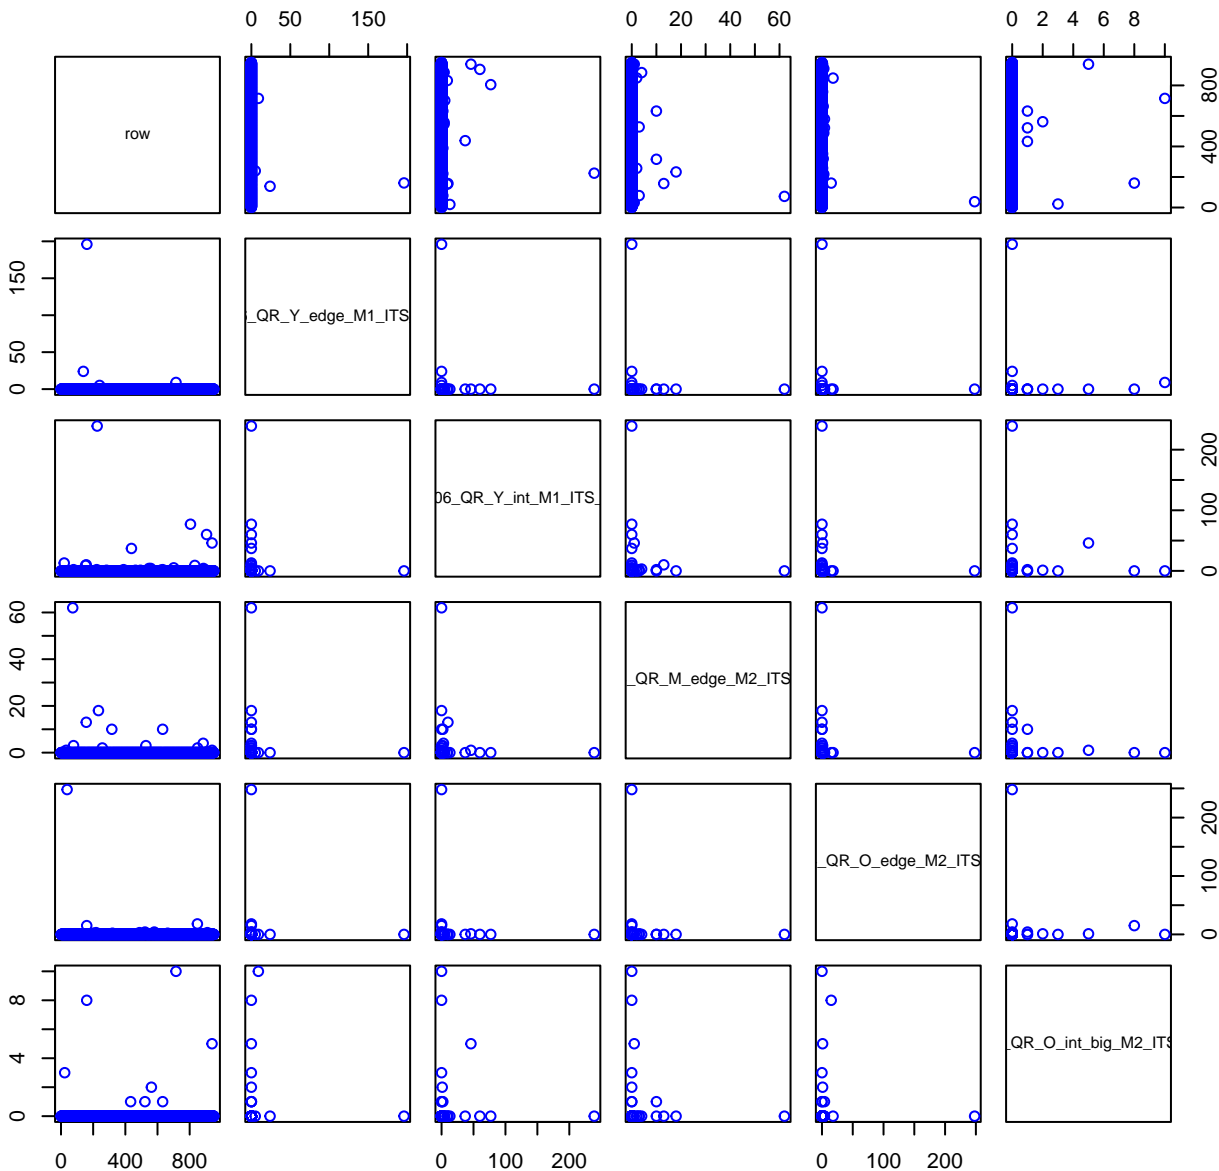 0 50 150
0 20 40 60
0 2 4 6 8
row
0 400 800
0 50 150
_QR_Y_edge_M1_ITS
06_QR_Y_int_M1_ITS_
0 100 200
0 20 40 60
_QR_M_edge_M2_ITS
_QR_O_edge_M2_ITS
0 100 200
0 4 8
_QR_O_int_big_M2_ITS
0 400 800
0 100 200
0 100 200